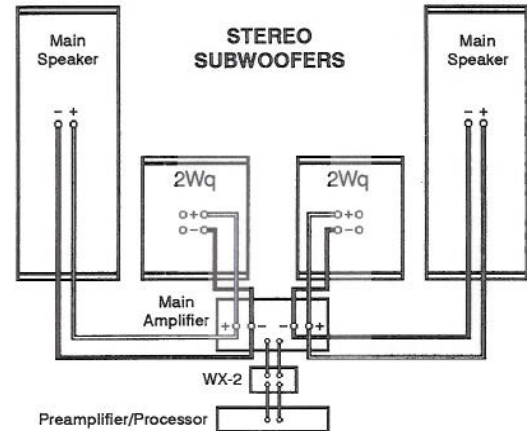 STEREO
SUBWOOFERS
Main
Speaker
- +
Main
Speaker
- +
2Wq
+
-
2Wq
+
-
Main
Amplifier
+ - - +
WX-2
Preamplifier/Processor